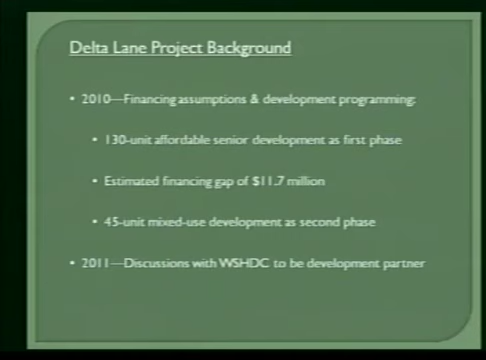 Delta Lane Project Background
• 2010—Financing assumptions & development programming:
• 130-unit affordable senior development as first phase
• Estimated financing gap of $11.7 million
• 45-unit mixed-use development as second phase
• 2011—Discussions with WSHDC to be development partner